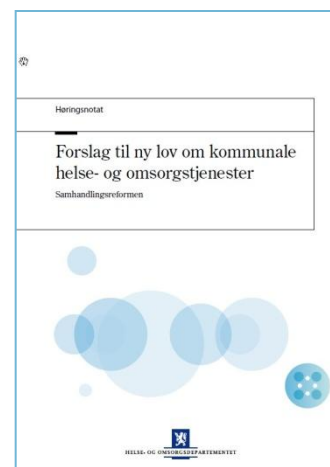 Høringsnotat
Forslag til ny lov om kommunale
helse- og omsorgstjenester
Samhandlingsreformen
HELSE- OG OMSORGSDEPARTEMENTET